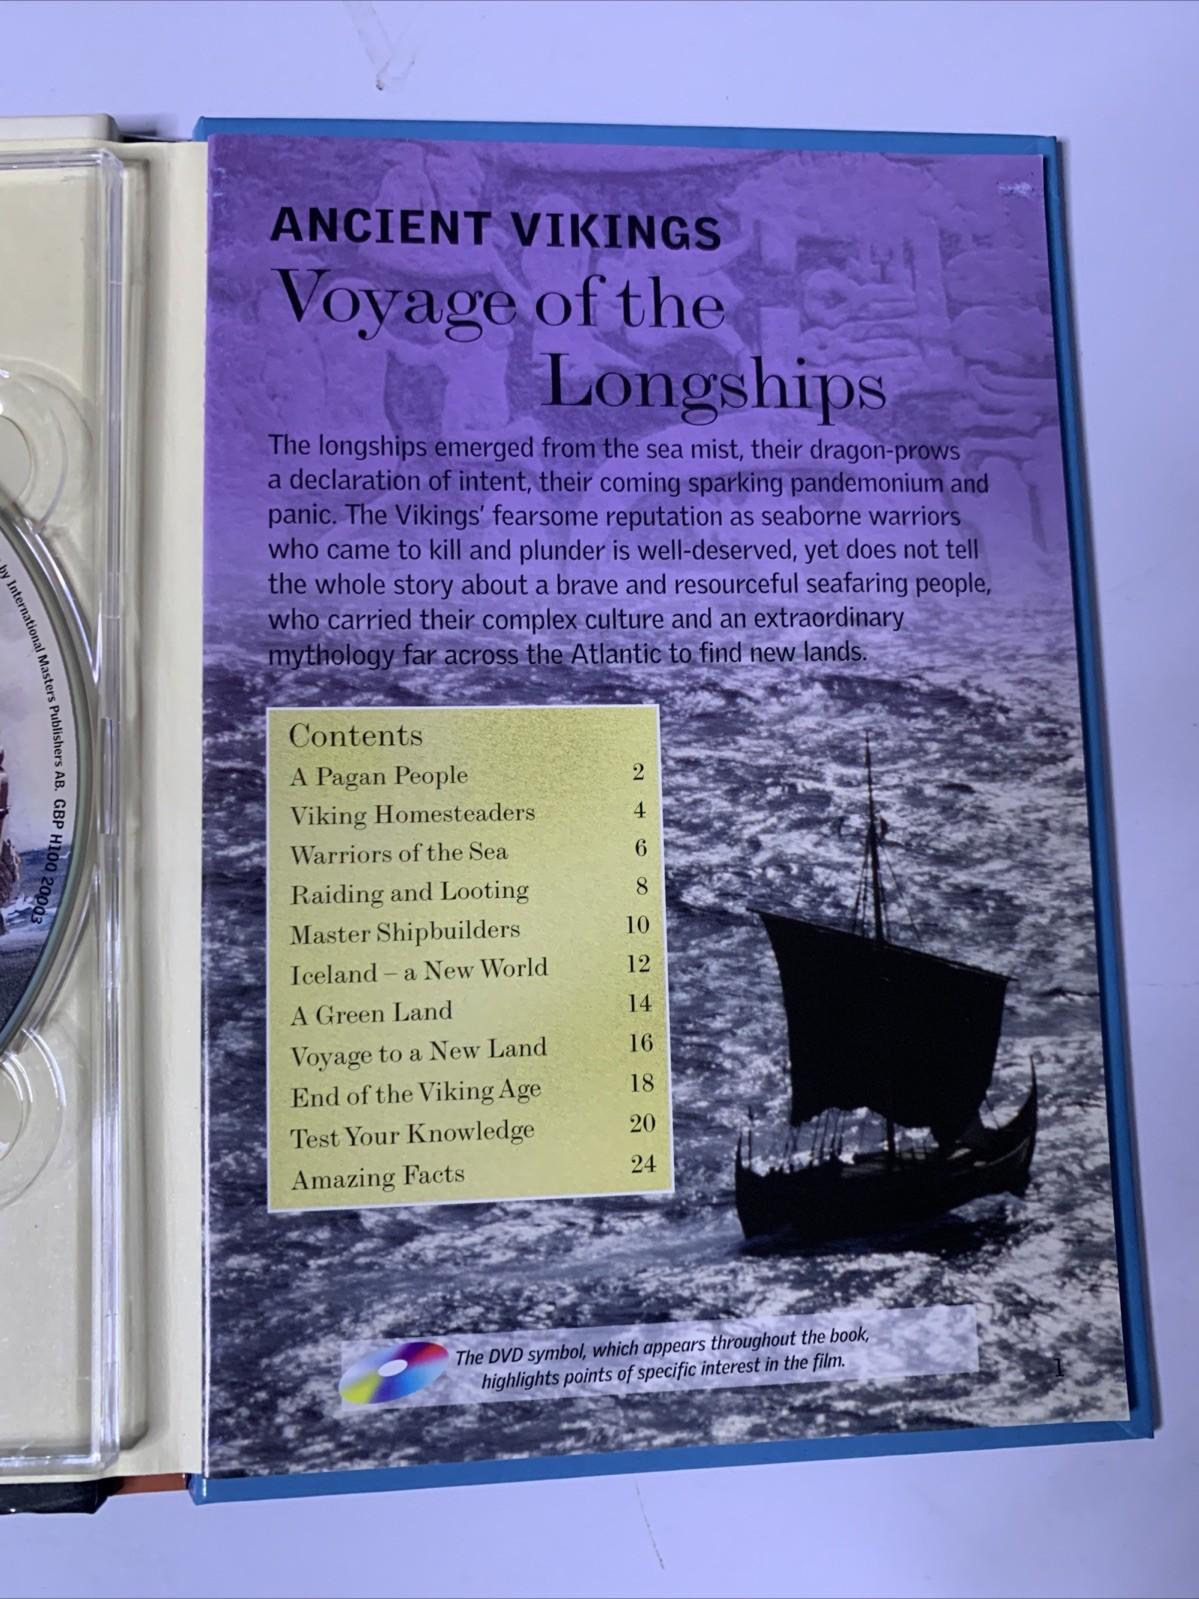 by International Masters Publishers AB. GBP H100 20003
ANCIENT VIKINGS
Voyage of the
Longships
The longships emerged from the sea mist, their dragon-prows
a declaration of intent, their coming sparking pandemonium and
panic. The Vikings' fearsome reputation as seaborne warriors
who came to kill and plunder is well-deserved, yet does not tell
the whole story about a brave and resourceful seafaring people,
who carried their complex culture and an extraordinary
mythology far across the Atlantic to find new lands.
Contents
A Pagan People 2
Viking Homesteaders 4
Warriors of the Sea 6
Raiding and Looting 8
Master Shipbuilders 10
Iceland – a New World 12
A Green Land 14
Voyage to a New Land 16
End of the Viking Age 18
Test Your Knowledge 20
Amazing Facts 24
The DVD symbol, which appears throughout the book,
highlights points of specific interest in the film.
1